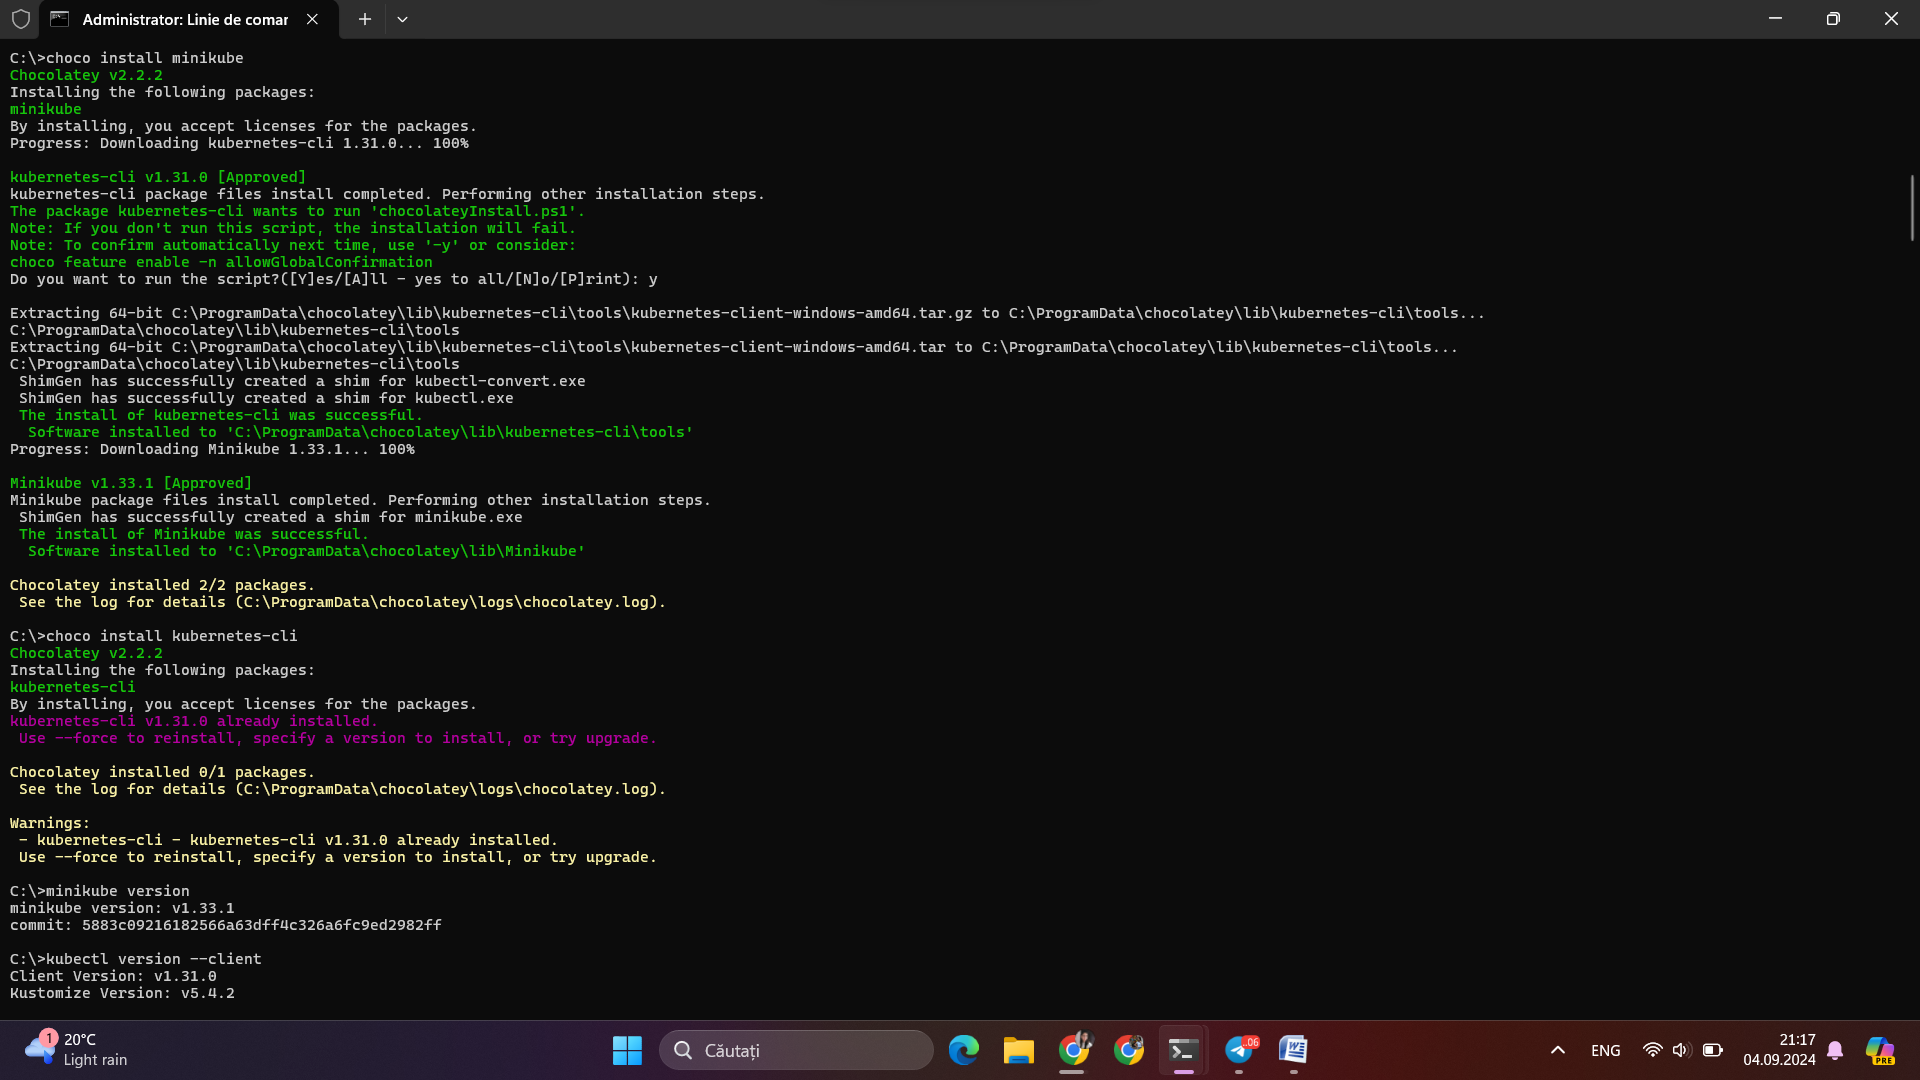 Administrator: Linie de comar
C:\>choco install minikube
Chocolatey v2.2.2
Installing the following packages:
minikube
By installing, you accept licenses for the packages.
Progress: Downloading kubernetes-cli 1.31.0... 100%
kubernetes-cli v1.31.0 [Approved]
kubernetes-cli package files install completed. Performing other installation steps.
The package kubernetes-cli wants to run 'chocolateyInstall.ps1'.
Note: If you don't run this script, the installation will fail.
Note: To confirm automatically next time, use '-y' or consider:
choco feature enable -n allowGlobalConfirmation
Do you want to run the script?([Y]es/[A]ll - yes to all/[N]o/[P]rint): y
Extracting 64-bit C:\ProgramData\chocolatey\lib\kubernetes-cli\tools\kubernetes-client-windows-amd64.tar.gz to C:\ProgramData\chocolatey\lib\kubernetes-cli\tools...
C:\ProgramData\chocolatey\lib\kubernetes-cli\tools
Extracting 64-bit C:\ProgramData\chocolatey\lib\kubernetes-cli\tools\kubernetes-client-windows-amd64.tar to C:\ProgramData\chocolatey\lib\kubernetes-cli\tools...
C:\ProgramData\chocolatey\lib\kubernetes-cli\tools
ShimGen has successfully created a shim for kubectl-convert.exe
ShimGen has successfully created a shim for kubectl.exe
The install of kubernetes-cli was successful.
Software installed to 'C:\ProgramData\chocolatey\lib\kubernetes-cli\tools'
Progress: Downloading Minikube 1.33.1... 100%
Minikube v1.33.1 [Approved]
Minikube package files install completed. Performing other installation steps.
ShimGen has successfully created a shim for minikube.exe
The install of Minikube was successful.
Software installed to 'C:\ProgramData\chocolatey\lib\Minikube'
Chocolatey installed 2/2 packages.
See the log for details (C:\ProgramData\chocolatey\logs\chocolatey.log).
C:\>choco install kubernetes-cli
Chocolatey v2.2.2
Installing the following packages:
kubernetes-cli
By installing, you accept licenses for the packages.
kubernetes-cli v1.31.0 already installed.
Use --force to reinstall, specify a version to install, or try upgrade.
Chocolatey installed 0/1 packages.
See the log for details (C:\ProgramData\chocolatey\logs\chocolatey.log).
Warnings:
- kubernetes-cli - kubernetes-cli v1.31.0 already installed.
Use --force to reinstall, specify a version to install, or try upgrade.
C:\>minikube version
minikube version: v1.33.1
commit: 5883c09216182566a63dff4c326a6fc9ed2982ff
C:\>kubectl version --client
Client Version: v1.31.0
Kustomize Version: v5.4.2
1
20°C
Light rain
Căutați
.06
ENG
21:17
04.09.2024
PRE